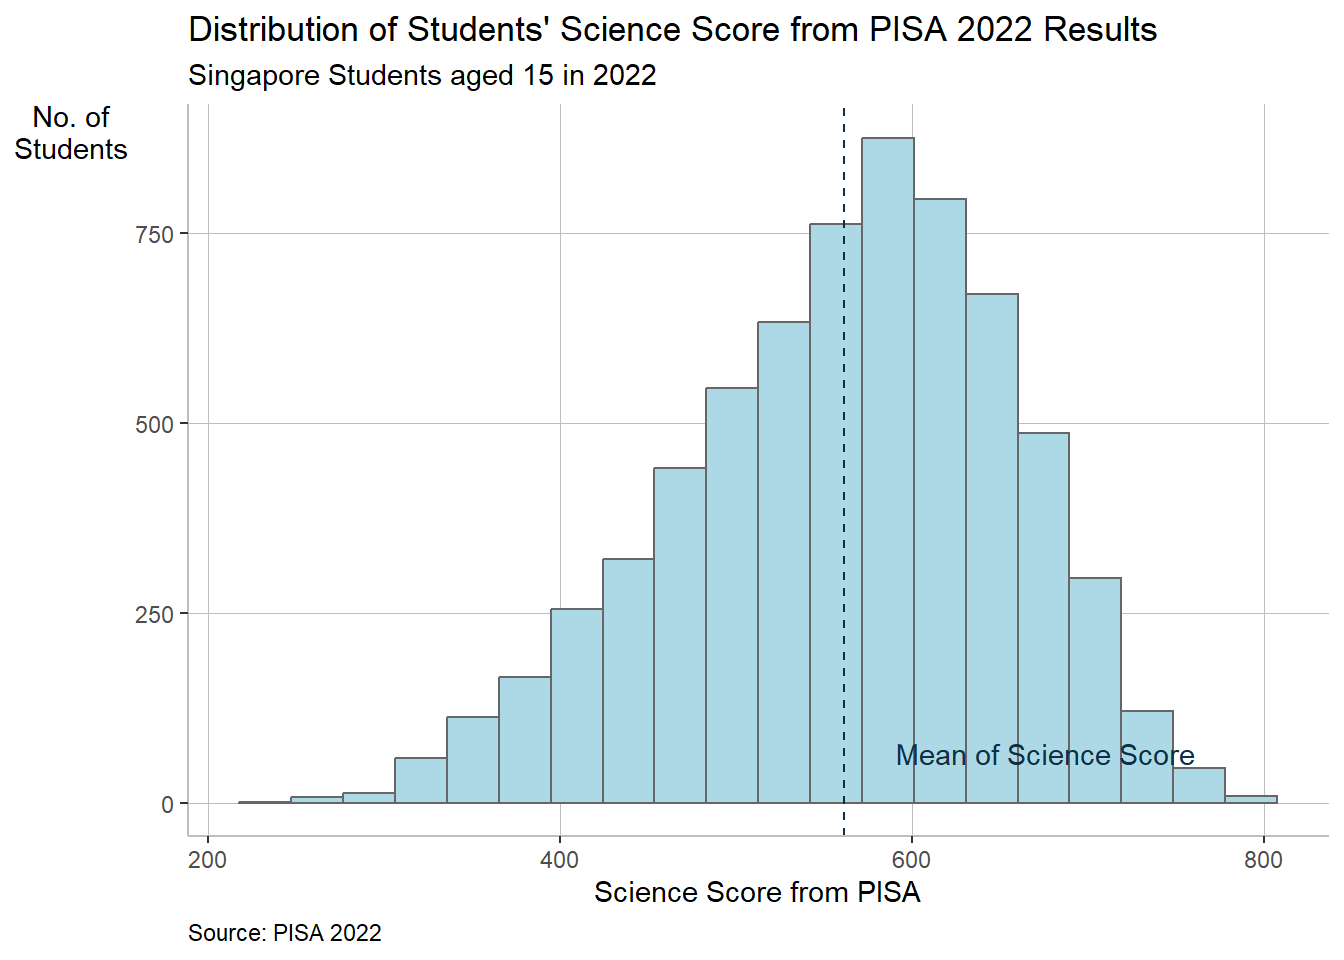 Distribution of Students' Science Score from PISA 2022 Results
Singapore Students aged 15 in 2022
No. of
Students
750
500
250
0
Mean of Science Score
200
400
600
800
Science Score from PISA
Source: PISA 2022